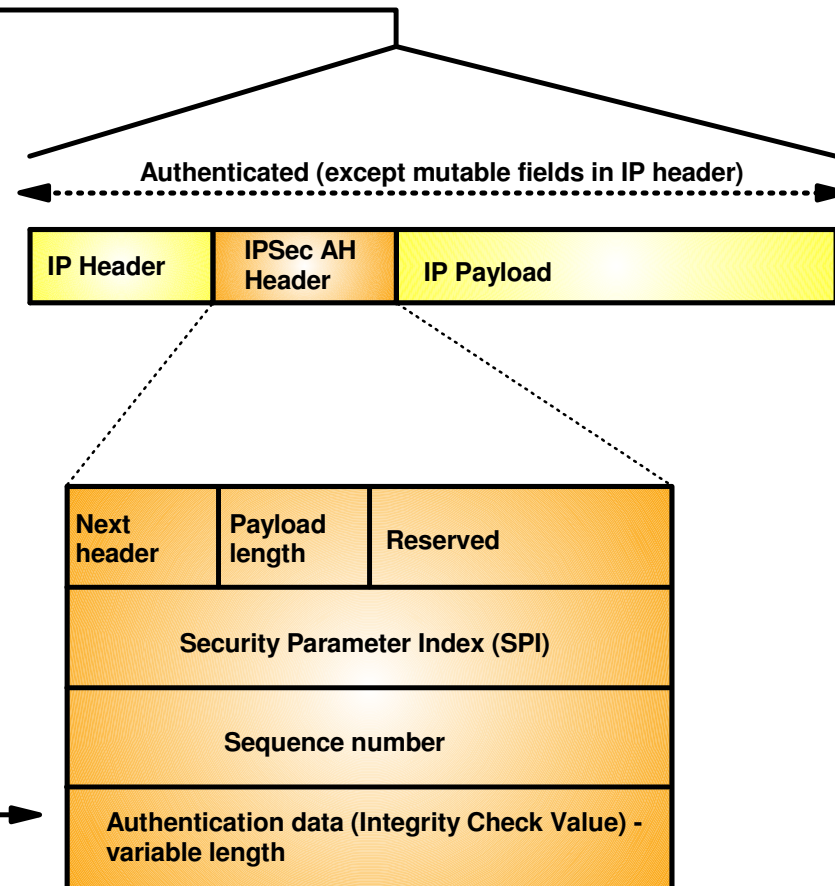 Authenticated (except mutable fields in IP header)
IP Header
IPSec AH
Header
IP Payload
Next
header
Payload
length
Reserved
Security Parameter Index (SPI)
Sequence number
Authentication data (Integrity Check Value) -
variable length